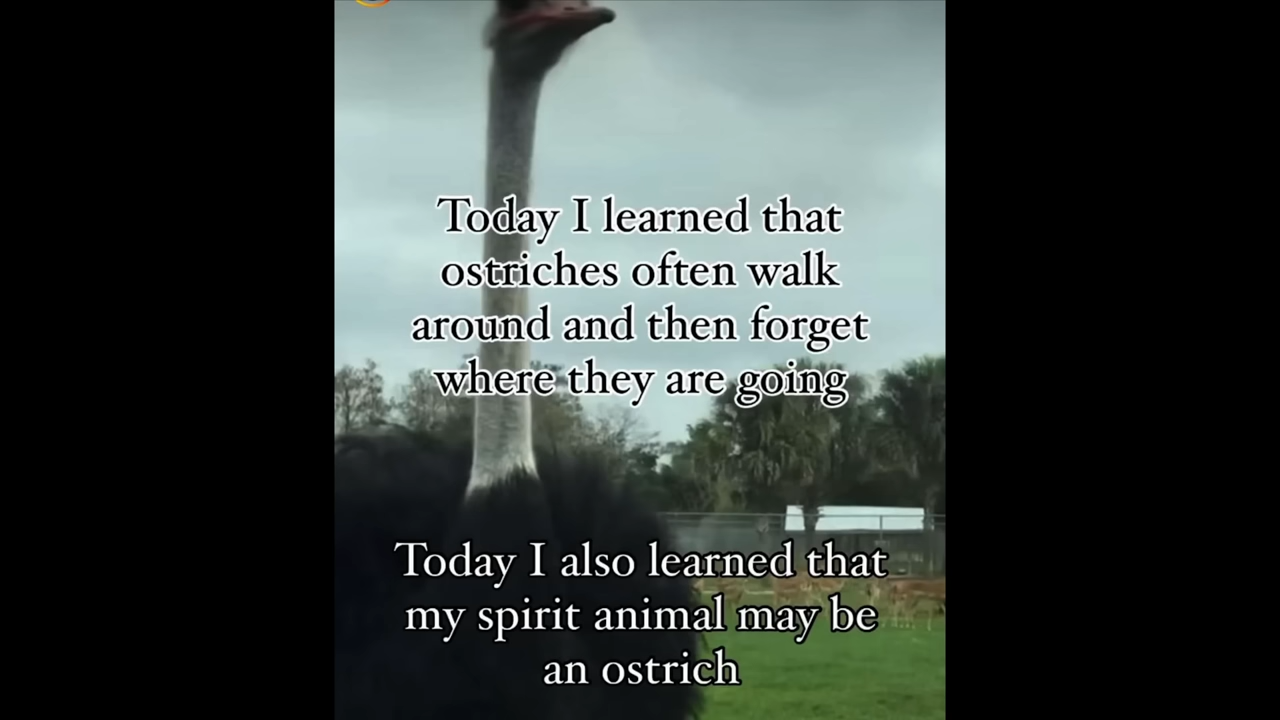 Today I learned that
ostriches often walk
around and then forget
where they are going
Today I also learned that
my spirit animal may be
an ostrich